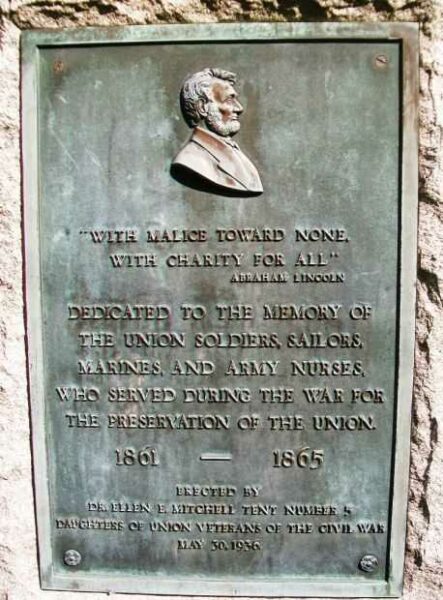 "WITH MALICE TOWARD NONE,
WITH CHARITY FOR ALL"
ABRAHAM LINCOLN
DEDICATED TO THE MEMORY OF
THE UNION SOLDIERS, SAILORS,
MARINES, AND ARMY NURSES,
WHO SERVED DURING THE WAR FOR
THE PRESERVATION OF THE UNION.
1861 — 1865
ERECTED BY
DR. ELLEN E. MITCHELL TENT NUMBER 5
DAUGHTERS OF UNION VETERANS OF THE CIVIL WAR
MAY 30, 1936